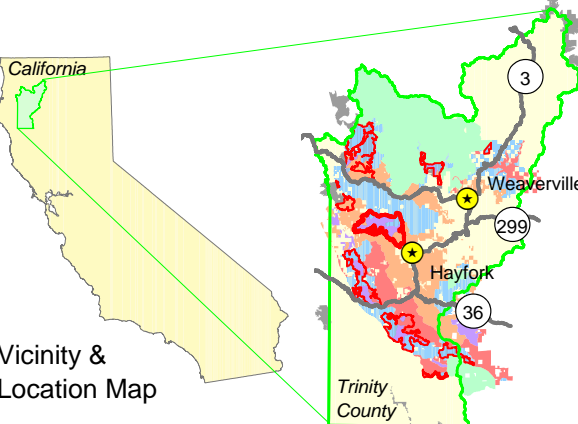 California
3
Weaverville
299
Hayfork
36
Vicinity &
Location Map
Trinity
County